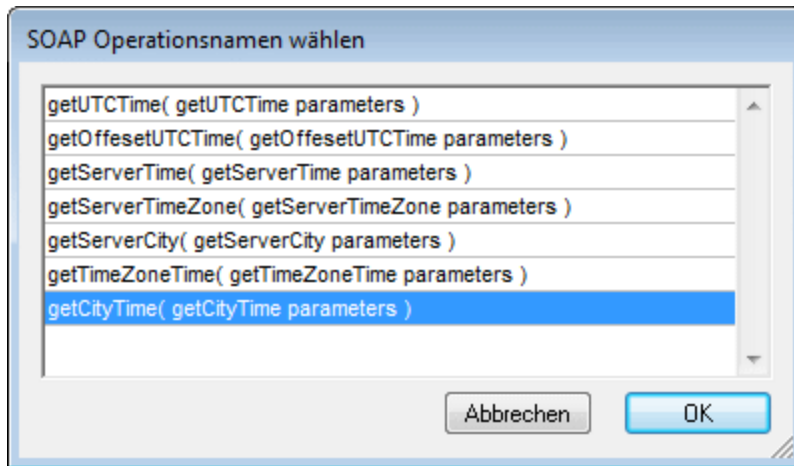 SOAP Operationsnamen wählen
getUTCTime( getUTCTime parameters )
getOffesetUTCTime( getOffesetUTCTime parameters )
getServerTime( getServerTime parameters )
getServerTimeZone( getServerTimeZone parameters )
getServerCity( getServerCity parameters )
getTimeZoneTime( getTimeZoneTime parameters )
getCityTime( getCityTime parameters )
Abbrechen OK